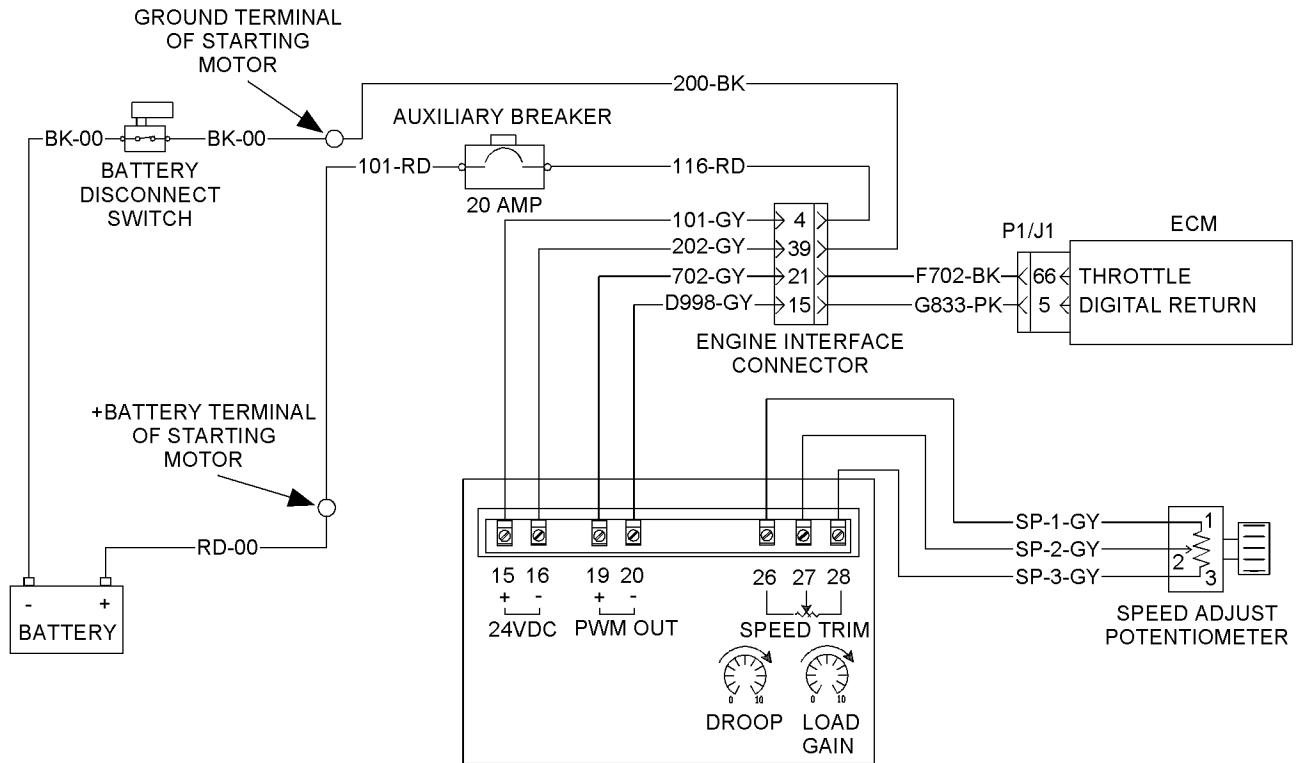 GROUND TERMINAL
OF STARTING
MOTOR
200-BK
BK-00
BK-00
AUXILIARY BREAKER
BATTERY
DISCONNECT
SWITCH
101-RD
116-RD
20 AMP
101-GY
4
202-GY
39
702-GY
21
D998-GY
15
ENGINE INTERFACE
CONNECTOR
P1/J1
ECM
F702-BK
66
THROTTLE
G833-PK
5
DIGITAL RETURN
+BATTERY TERMINAL
OF STARTING
MOTOR
RD-00
- +
BATTERY
15 16 19 20 26 27 28
+ - + -
24VDC PWM OUT SPEED TRIM
0 10 0 10
DROOP
LOAD
GAIN
SP-1-GY
1
SP-2-GY
2
SP-3-GY
3
SPEED ADJUST
POTENTIOMETER